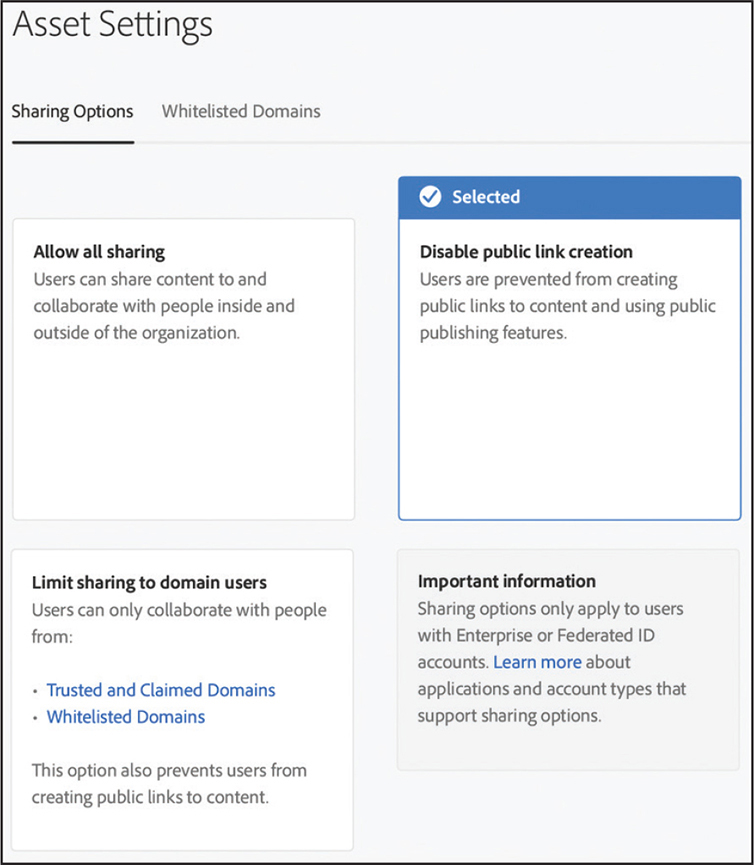 Asset Settings
Sharing Options
Whitelisted Domains
Allow all sharing
Users can share content to and
collaborate with people inside and
outside of the organization.
Selected
Disable public link creation
Users are prevented from creating
public links to content and using public
publishing features.
Limit sharing to domain users
Users can only collaborate with people
from:
• Trusted and Claimed Domains
• Whitelisted Domains
This option also prevents users from
creating public links to content.
Important information
Sharing options only apply to users
with Enterprise or Federated ID
accounts. Learn more about
applications and account types that
support sharing options.